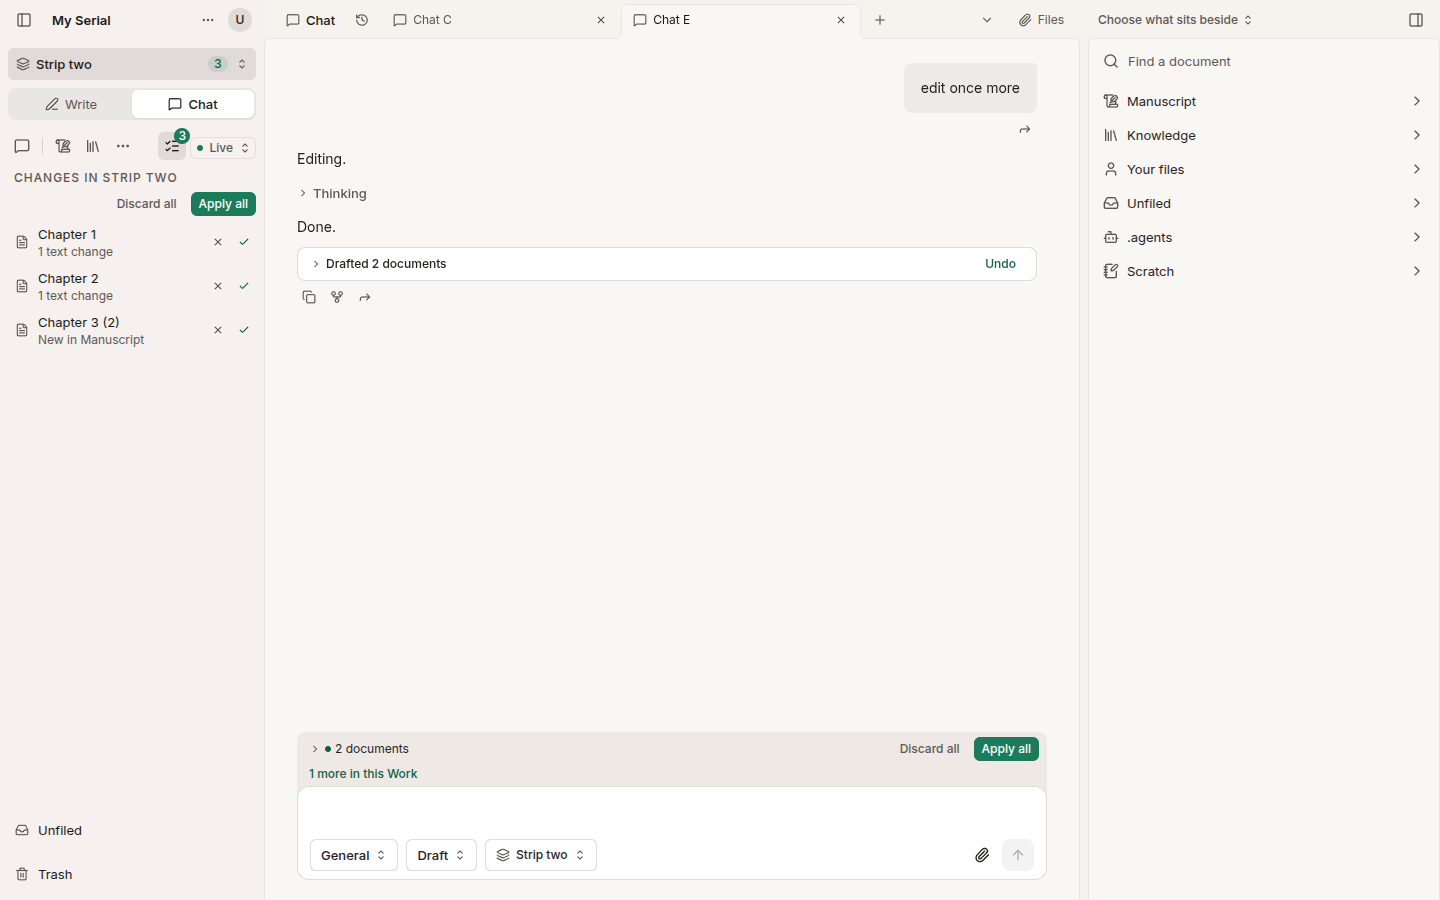 My Serial
U
Chat
Chat C
Chat E
Files
Choose what sits beside
Strip two
3
Write
Chat
3
Live
CHANGES IN STRIP TWO
Discard all
Apply all
Chapter 1
1 text change
Chapter 2
1 text change
Chapter 3 (2)
New in Manuscript
Unfiled
Trash
edit once more
Editing.
Thinking
Done.
Drafted 2 documents
Undo
2 documents
Discard all
Apply all
1 more in this Work
General
Draft
Strip two
Find a document
Manuscript
Knowledge
Your files
Unfiled
.agents
Scratch